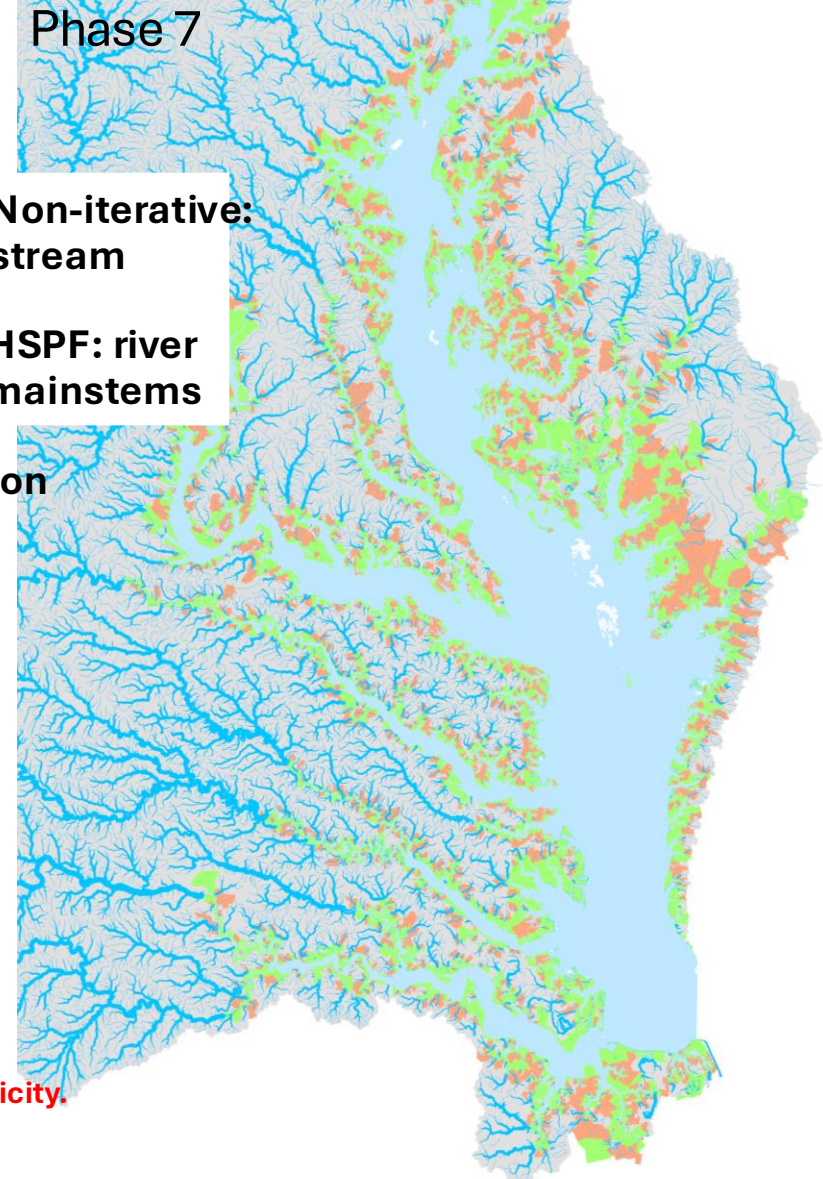 Phase 7
Non-iterative:
stream
HSPF: river
mainstems
on
icity.